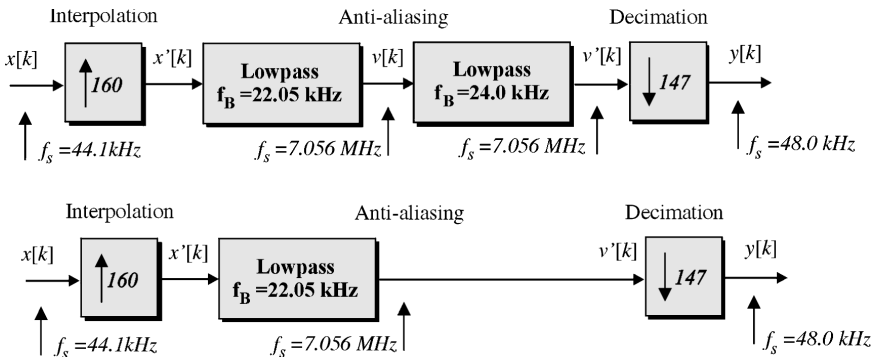 Interpolation Anti-aliasing Decimation
x[k] x'[k] v[k] v'[k] y[k]
160 Lowpass f_B =22.05 kHz Lowpass f_B =24.0 kHz 147
f_s =44.1kHz f_s =7.056 MHz f_s =7.056 MHz f_s =48.0 kHz
Interpolation Anti-aliasing Decimation
x[k] x'[k] v'[k] y[k]
160 Lowpass f_B =22.05 kHz 147
f_s =44.1kHz f_s =7.056 MHz f_s =48.0 kHz